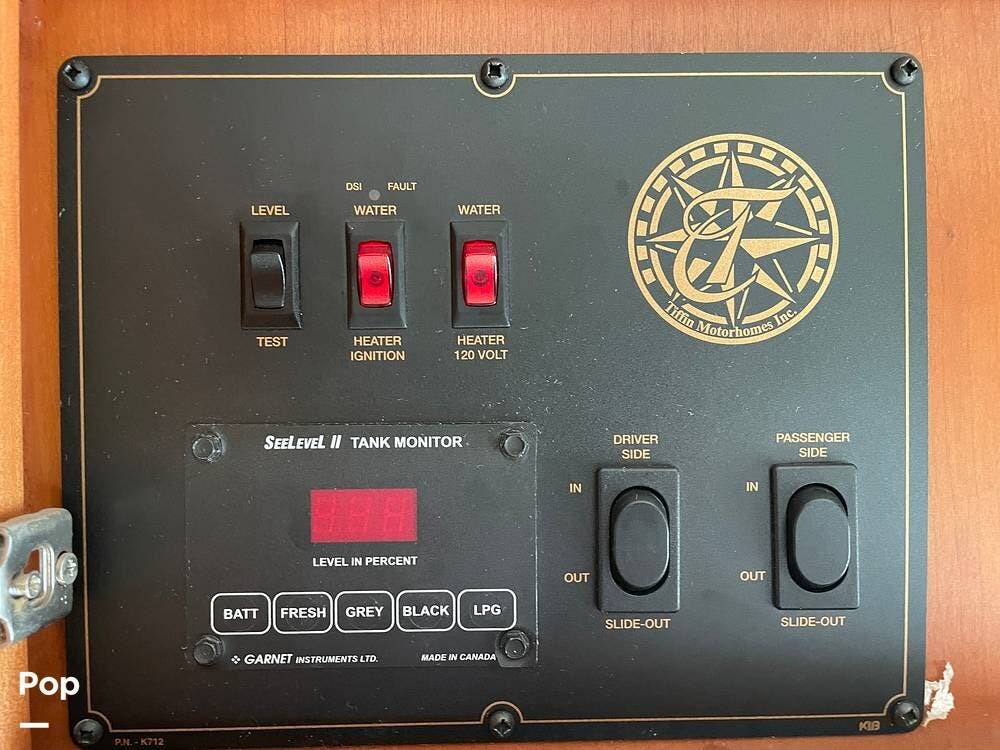 DSI FAULT
LEVEL WATER WATER
TEST HEATER HEATER
IGNITION 120 VOLT
Tiffin Motorhomes Inc.
SEELEVEL II TANK MONITOR
LEVEL IN PERCENT
BATT FRESH GREY BLACK LPG
GARNET INSTRUMENTS LTD. MADE IN CANADA
DRIVER
SIDE
IN
OUT
SLIDE-OUT
PASSENGER
SIDE
IN
OUT
SLIDE-OUT
Pop
P.N. - K712
KIB